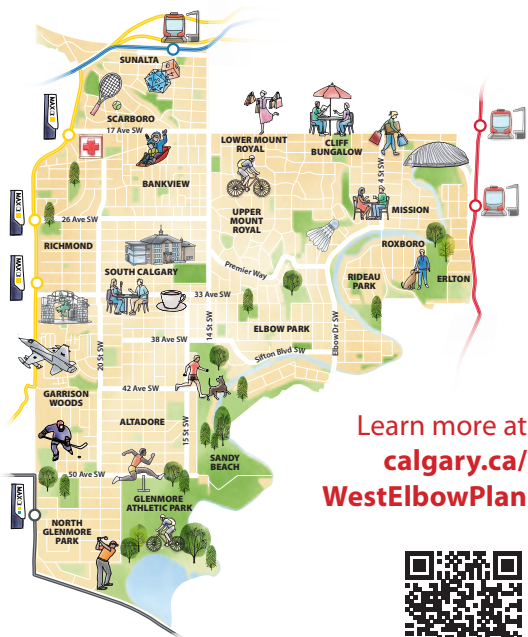 SUNALTA
SCARBORO
17 Ave SW
MAX
LOWER MOUNT
ROYAL
CLIFF
BUNGALOW
4 St SW
BANKVIEW
UPPER
MOUNT
ROYAL
MISSION
MAX
26 Ave SW
RICHMOND
ROXBORO
SOUTH CALGARY
Premier Way
RIDEAU
PARK
ERLTON
MAX
33 Ave SW
14 St SW
ELBOW PARK
Elbow Dr SW
38 Ave SW
20 St SW
Sifton Blvd SW
42 Ave SW
GARRISON
WOODS
ALTADORE
15 St SW
SANDY
BEACH
50 Ave SW
MAX
GLENMORE
ATHLETIC PARK
NORTH
GLENMORE
PARK
Learn more at
calgary.ca/
WestElbowPlan